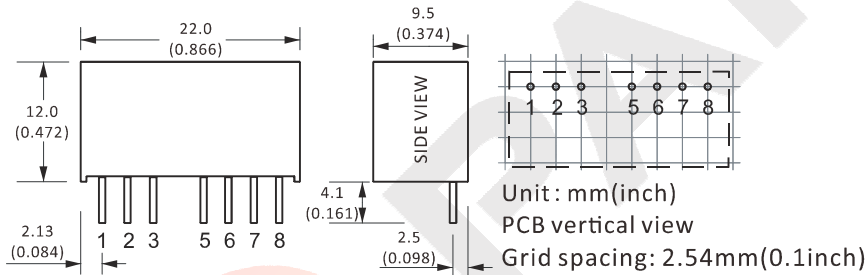 22.0
(0.866)
12.0
(0.472)
2.13
(0.084)
1 2 3 5 6 7 8
9.5
(0.374)
SIDE VIEW
4.1
(0.161)
2.5
(0.098)
1 2 3 5 6 7 8
Unit: mm(inch)
PCB vertical view
Grid spacing: 2.54mm(0.1inch)